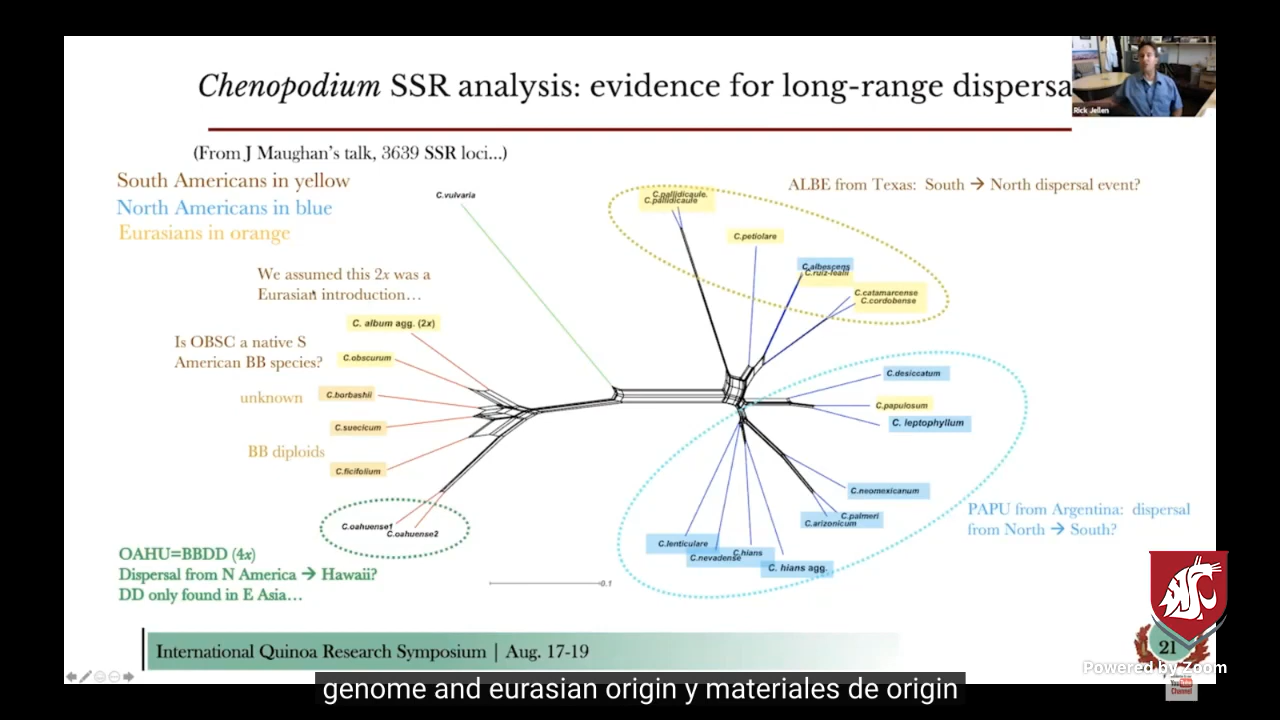 Chenopodium SSR analysis: evidence for long-range dispersa
Rick Jellen
(From J Maughan's talk, 3639 SSR loci...)
South Americans in yellow
North Americans in blue
Eurasians in orange
C.vulvaria
C.pallidicaule.
C.pallidicaule
ALBE from Texas: South → North dispersal event?
C.petiolare
We assumed this 2x was a
Eurasian introduction...
C.albescens
C.ruiz-lealii
C.catamarcense
C.cordobense
C. album agg. (2x)
Is OBSC a native S
American BB species?
C.obscurum
C.desiccatum
unknown
C.borbashii
C.papulosum
C. leptophyllum
C.suecicum
BB diploids
C.ficifolium
C.neomexicanum
C.palmeri
C.arizonicum
PAPU from Argentina: dispersal
from North → South?
C.oahuense1
C.oahuense2
C.lenticulare
C.nevadense
C.hians
C. hians agg.
OAHU=BBDD (4x)
Dispersal from N America → Hawaii?
DD only found in E Asia...
0.1
International Quinoa Research Symposium | Aug. 17-19
21
Powered by Zoom
You Tube
Channel
genome and eurasian origin y materiales de origin